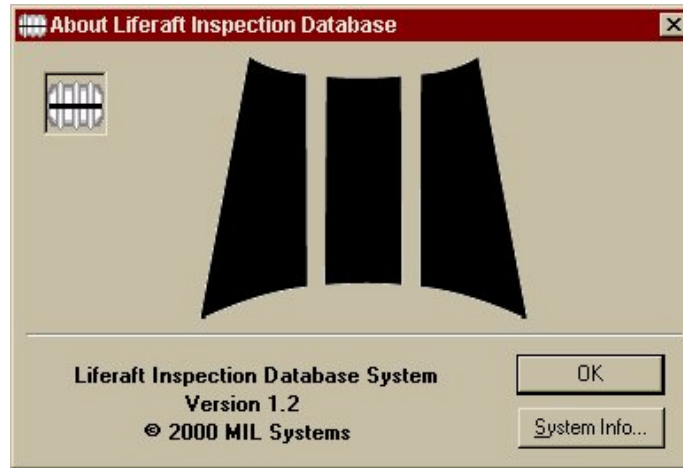 About Liferaft Inspection Database
Liferaft Inspection Database System
Version 1.2
© 2000 MIL Systems
OK
System Info...